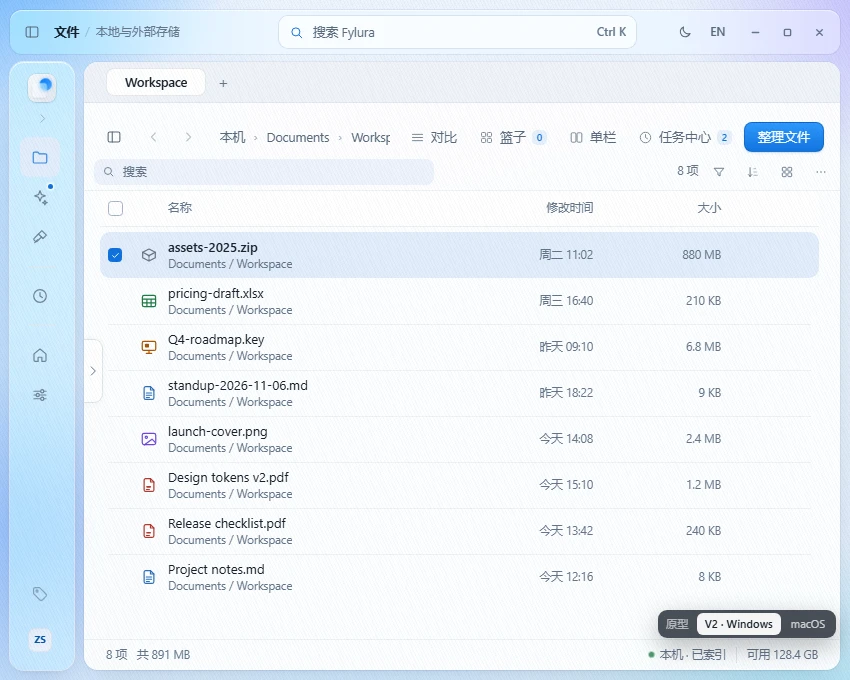 文件 / 本地与外部存储
搜索 Fylura
Ctrl K
EN
Workspace
+
本机 › Documents › Worksp
对比
篮子 0
单栏
任务中心 2
整理文件
搜索
8 项
名称
修改时间
大小
assets-2025.zip
Documents / Workspace
周二 11:02
880 MB
pricing-draft.xlsx
Documents / Workspace
周三 16:40
210 KB
Q4-roadmap.key
Documents / Workspace
昨天 09:10
6.8 MB
standup-2026-11-06.md
Documents / Workspace
昨天 18:22
9 KB
launch-cover.png
Documents / Workspace
今天 14:08
2.4 MB
Design tokens v2.pdf
Documents / Workspace
今天 15:10
1.2 MB
Release checklist.pdf
Documents / Workspace
今天 13:42
240 KB
Project notes.md
Documents / Workspace
今天 12:16
8 KB
原型
V2 · Windows
macOS
ZS
8 项 共 891 MB
本机 · 已索引
可用 128.4 GB